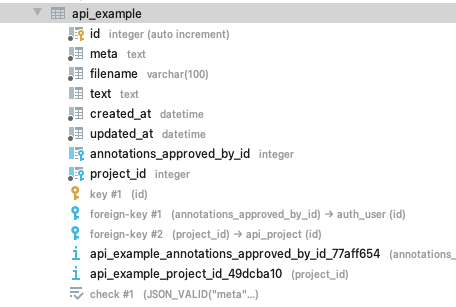 api_example
id integer (auto increment)
meta text
filename varchar(100)
text text
created_at datetime
updated_at datetime
annotations_approved_by_id integer
project_id integer
key #1 (id)
foreign-key #1 (annotations_approved_by_id) → auth_user (id)
foreign-key #2 (project_id) → api_project (id)
api_example_annotations_approved_by_id_77aff654 (annotations_
api_example_project_id_49dcba10 (project_id)
check #1 (JSON_VALID("meta"...)